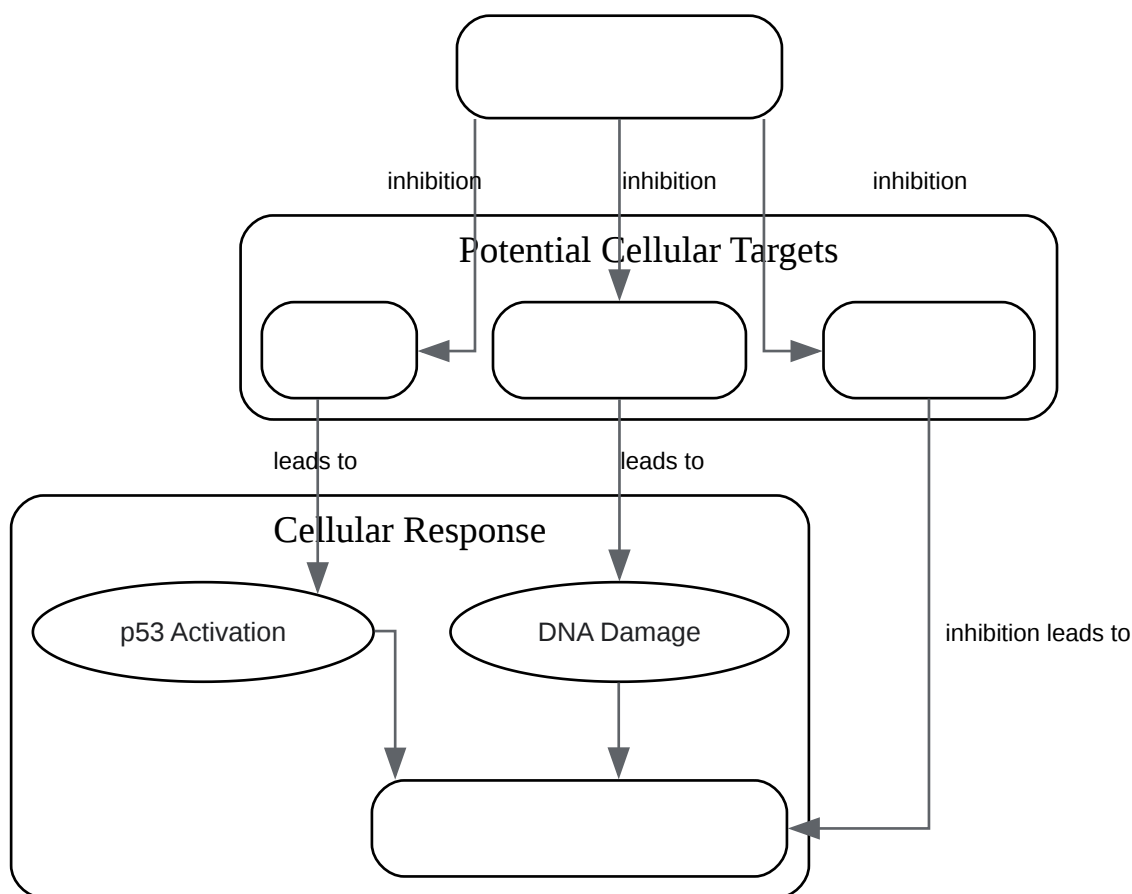 inhibition
inhibition
inhibition
Potential Cellular Targets
leads to
leads to
Cellular Response
p53 Activation
DNA Damage
inhibition leads to